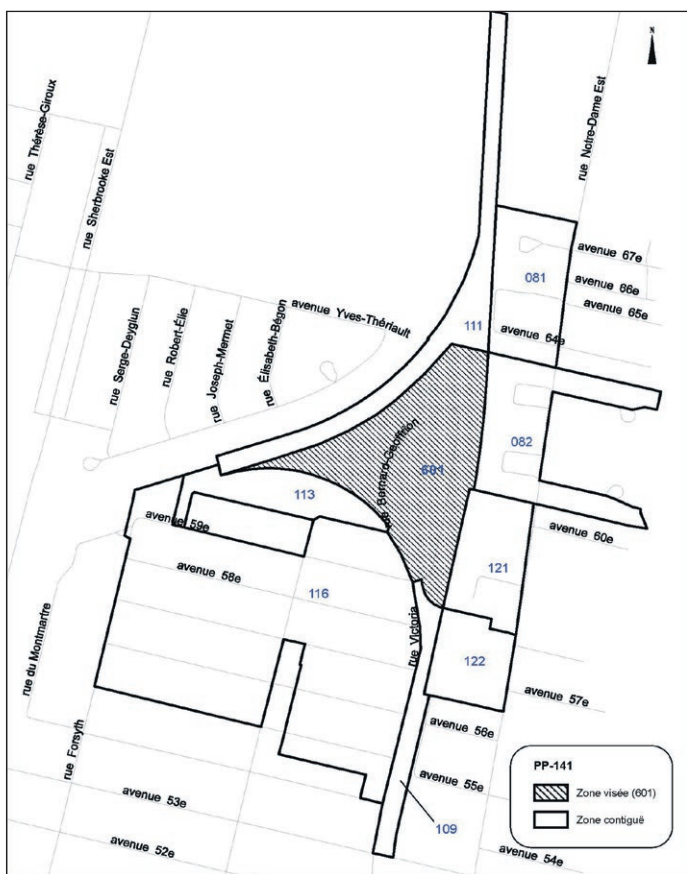 N
rue Thérèse-Giroux
rue Sherbrooke Est
rue Notre-Dame Est
avenue 67e
081
avenue 66e
avenue 65e
avenue Yves-Thériault
111
avenue 64e
rue Serge-Deyglun
rue Robert-Élie
rue Joseph-Mermet
rue Élisabeth-Bégon
082
rue Bernard-Geoffrion
601
113
avenue 59e
avenue 60e
avenue 58e
121
116
rue Victoria
rue du Montmartre
122
avenue 57e
avenue 56e
rue Forsyth
avenue 55e
PP-141
Zone visée (601)
Zone contiguë
avenue 53e
109
avenue 52e
avenue 54e